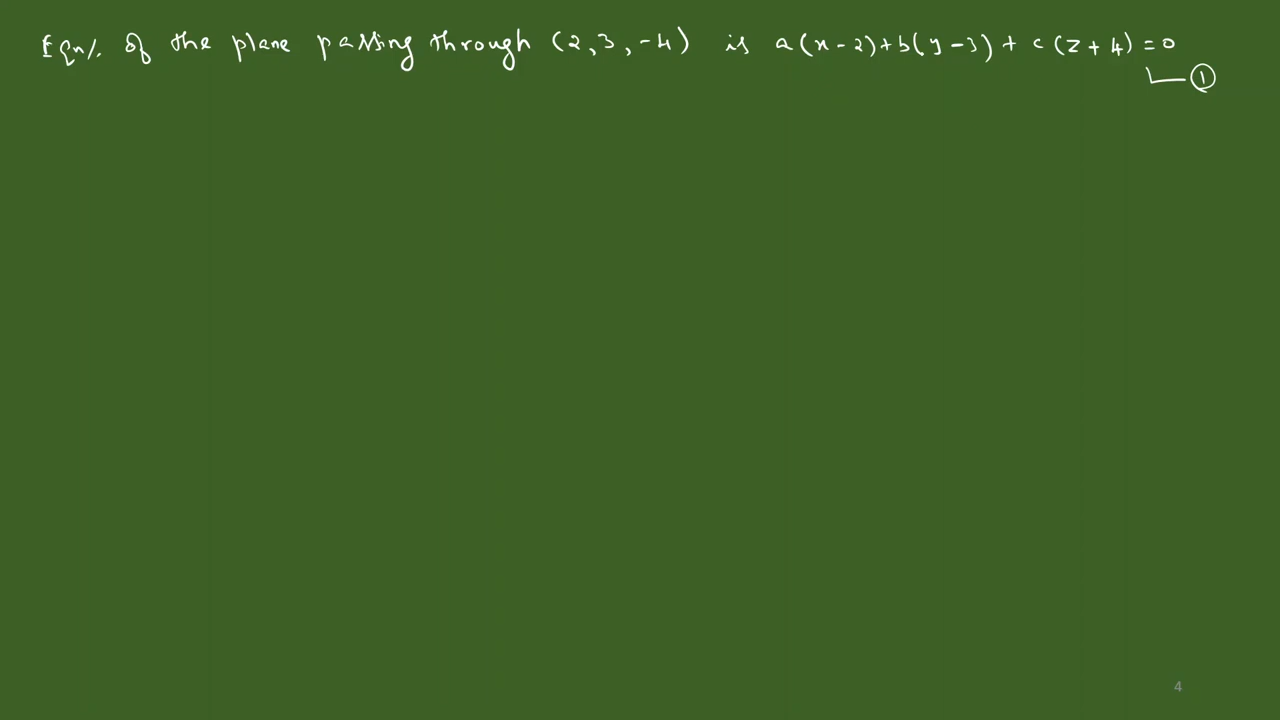 Eqn/. of the plane passing through (2,3,-4) is a(x-2)+b(y-3)+c(z+4)=0
①
4